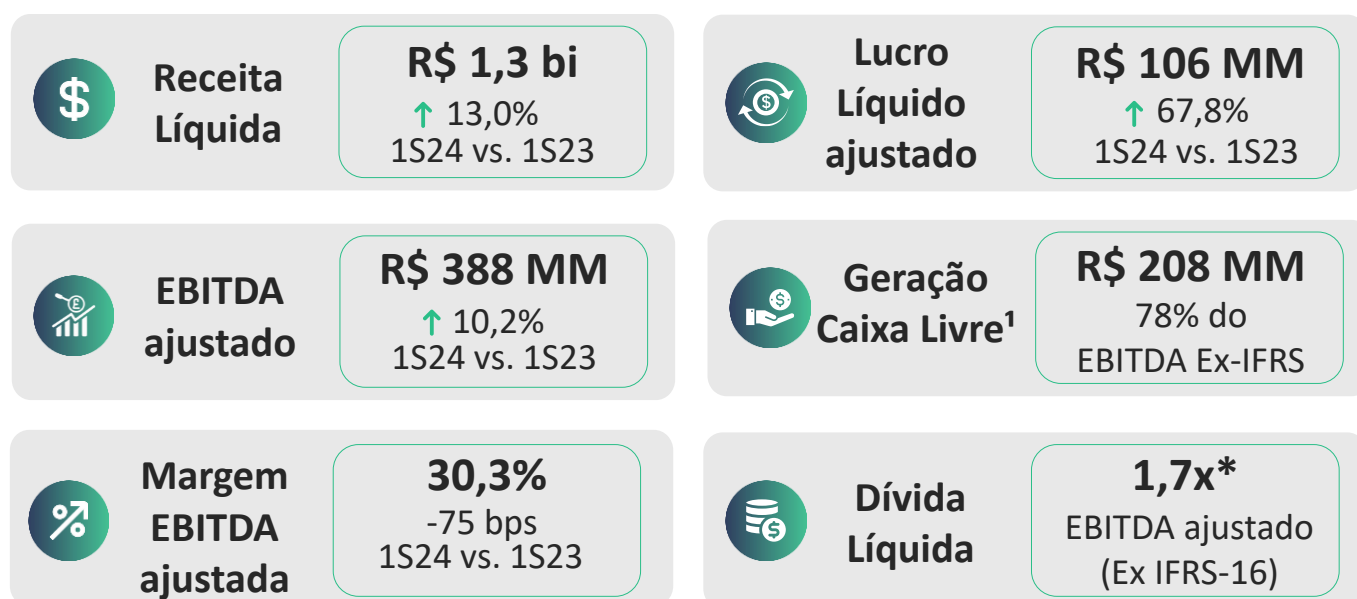 $
Receita
Líquida
R$ 1,3 bi
↑ 13,0%
1S24 vs. 1S23
$
Lucro
Líquido
ajustado
R$ 106 MM
↑ 67,8%
1S24 vs. 1S23
£
EBITDA
ajustado
R$ 388 MM
↑ 10,2%
1S24 vs. 1S23
$
Geração
Caixa Livre¹
R$ 208 MM
78% do
EBITDA Ex-IFRS
%
Margem
EBITDA
ajustada
30,3%
-75 bps
1S24 vs. 1S23
$
Dívida
Líquida
1,7x*
EBITDA ajustado
(Ex IFRS-16)